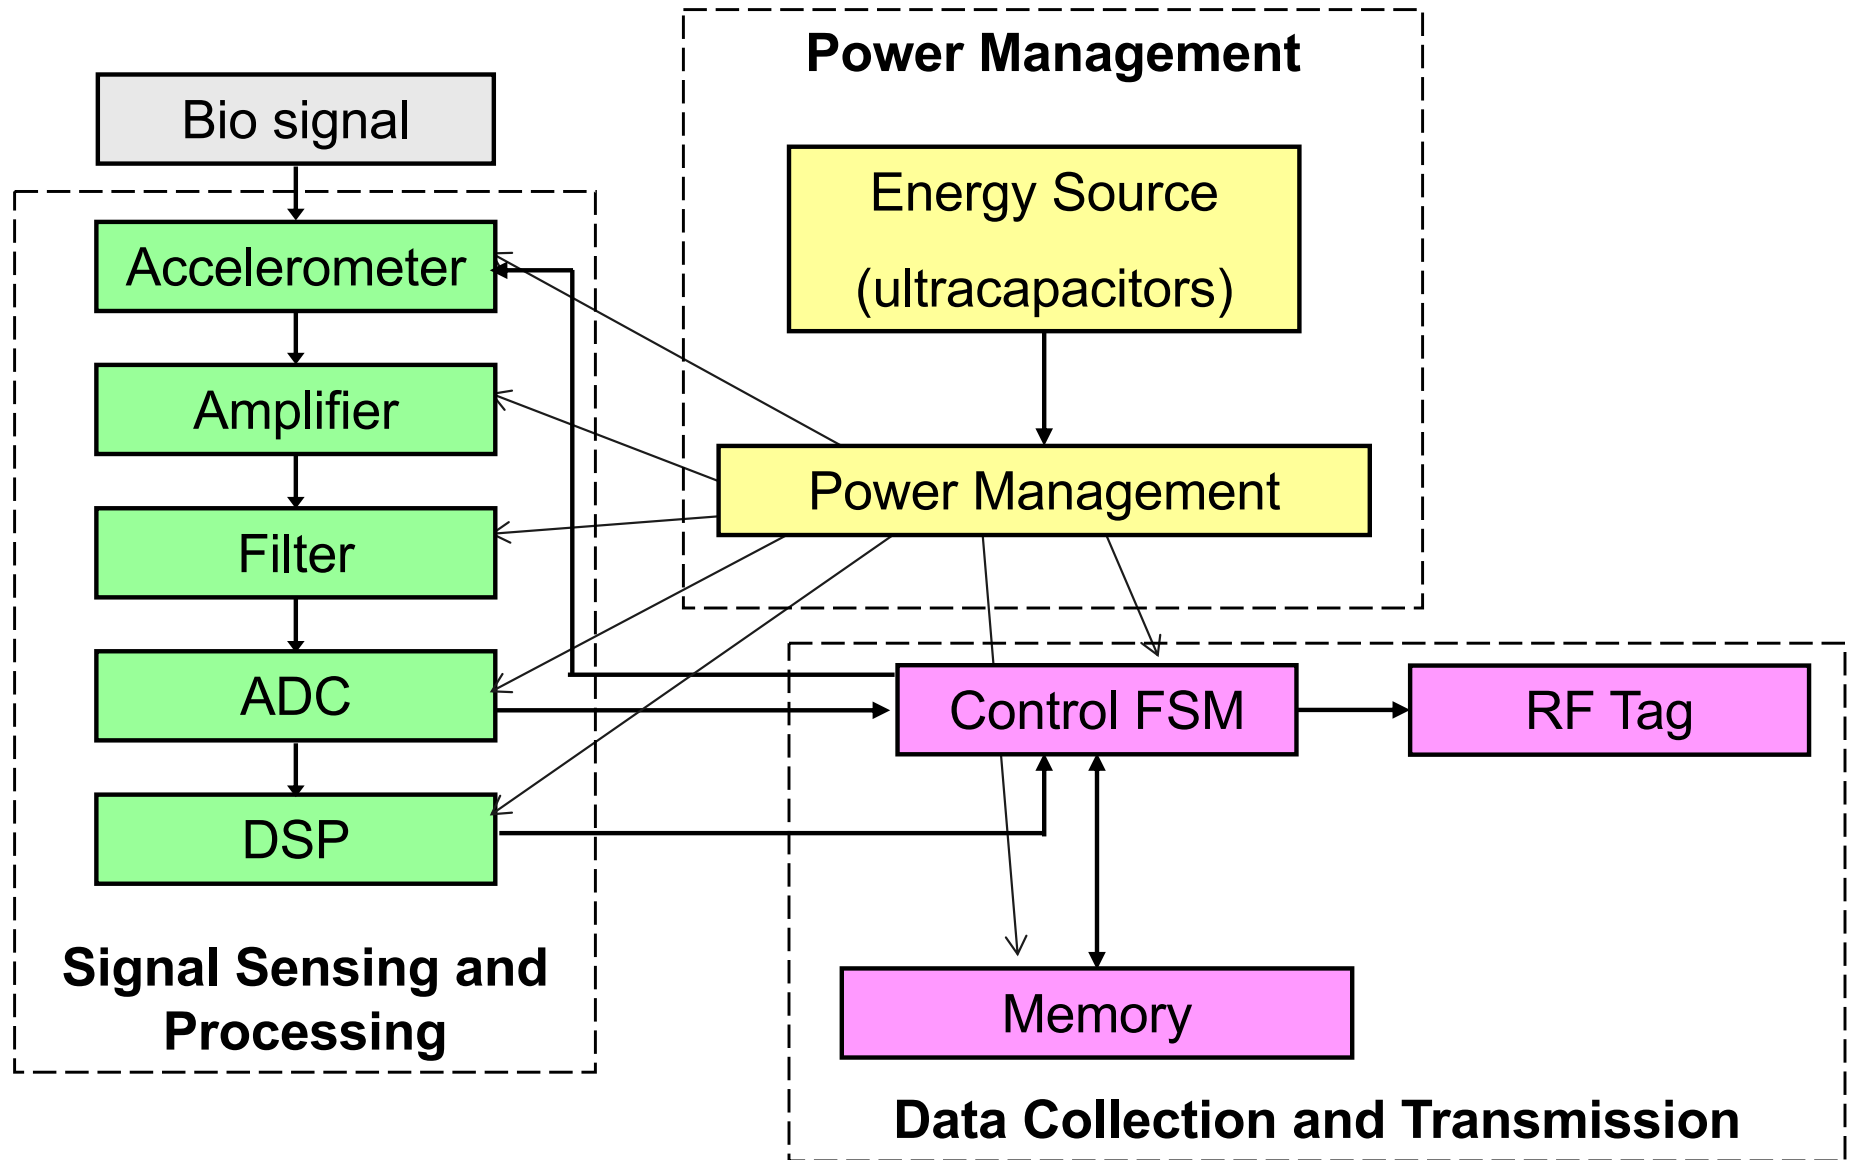 Power Management
Bio signal
Energy Source
(ultracapacitors)
Accelerometer
Amplifier
Power Management
Filter
ADC
Control FSM
RF Tag
DSP
Signal Sensing and
Processing
Memory
Data Collection and Transmission